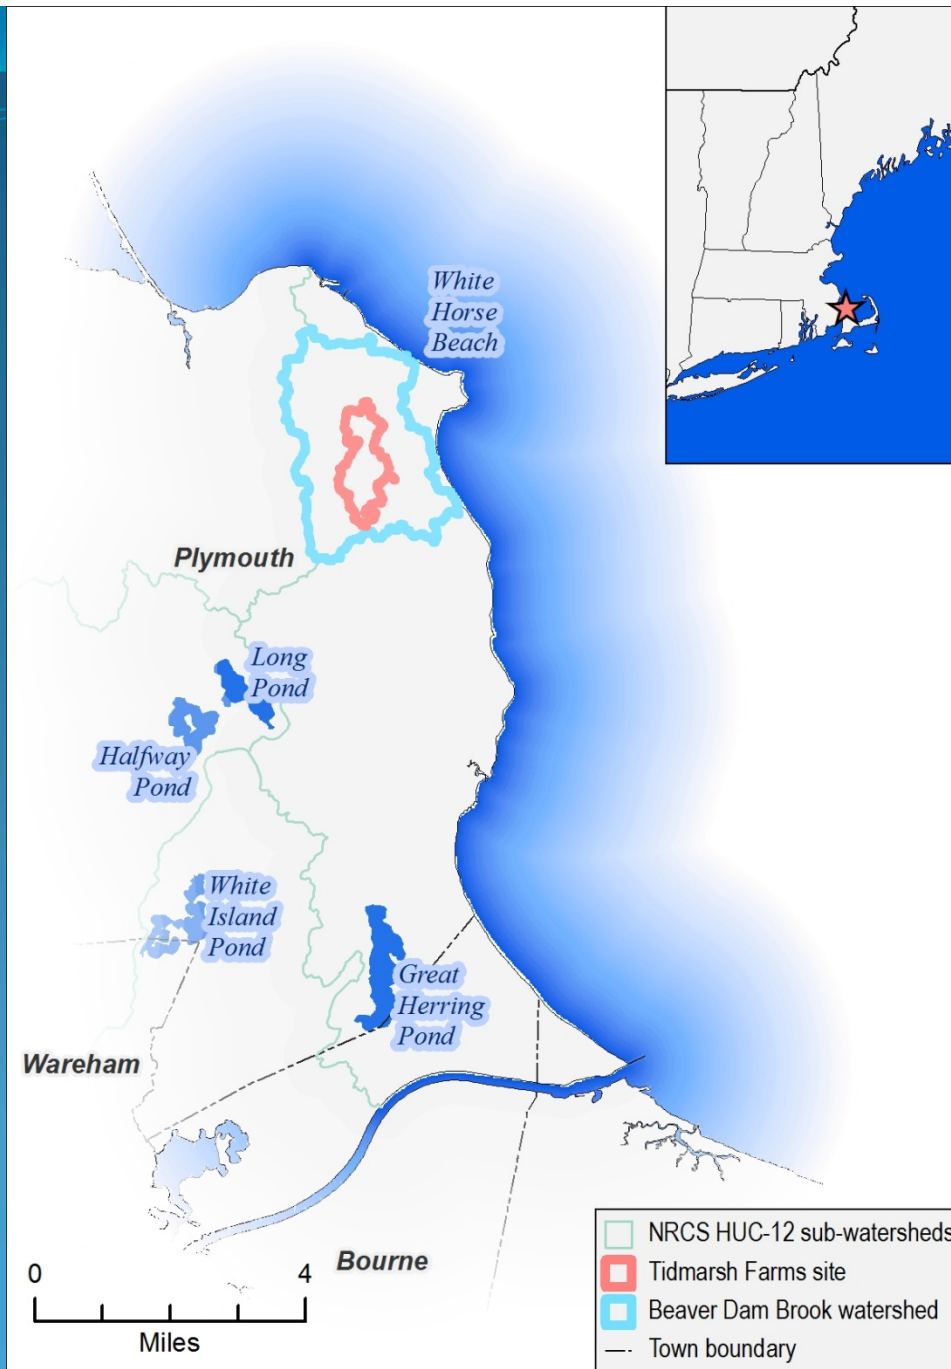 White
Horse
Beach
Plymouth
Long
Pond
Halfway
Pond
White
Island
Pond
Great
Herring
Pond
Wareham
Bourne
0 4
Miles
NRCS HUC-12 sub-watersheds
Tidmarsh Farms site
Beaver Dam Brook watershed
Town boundary